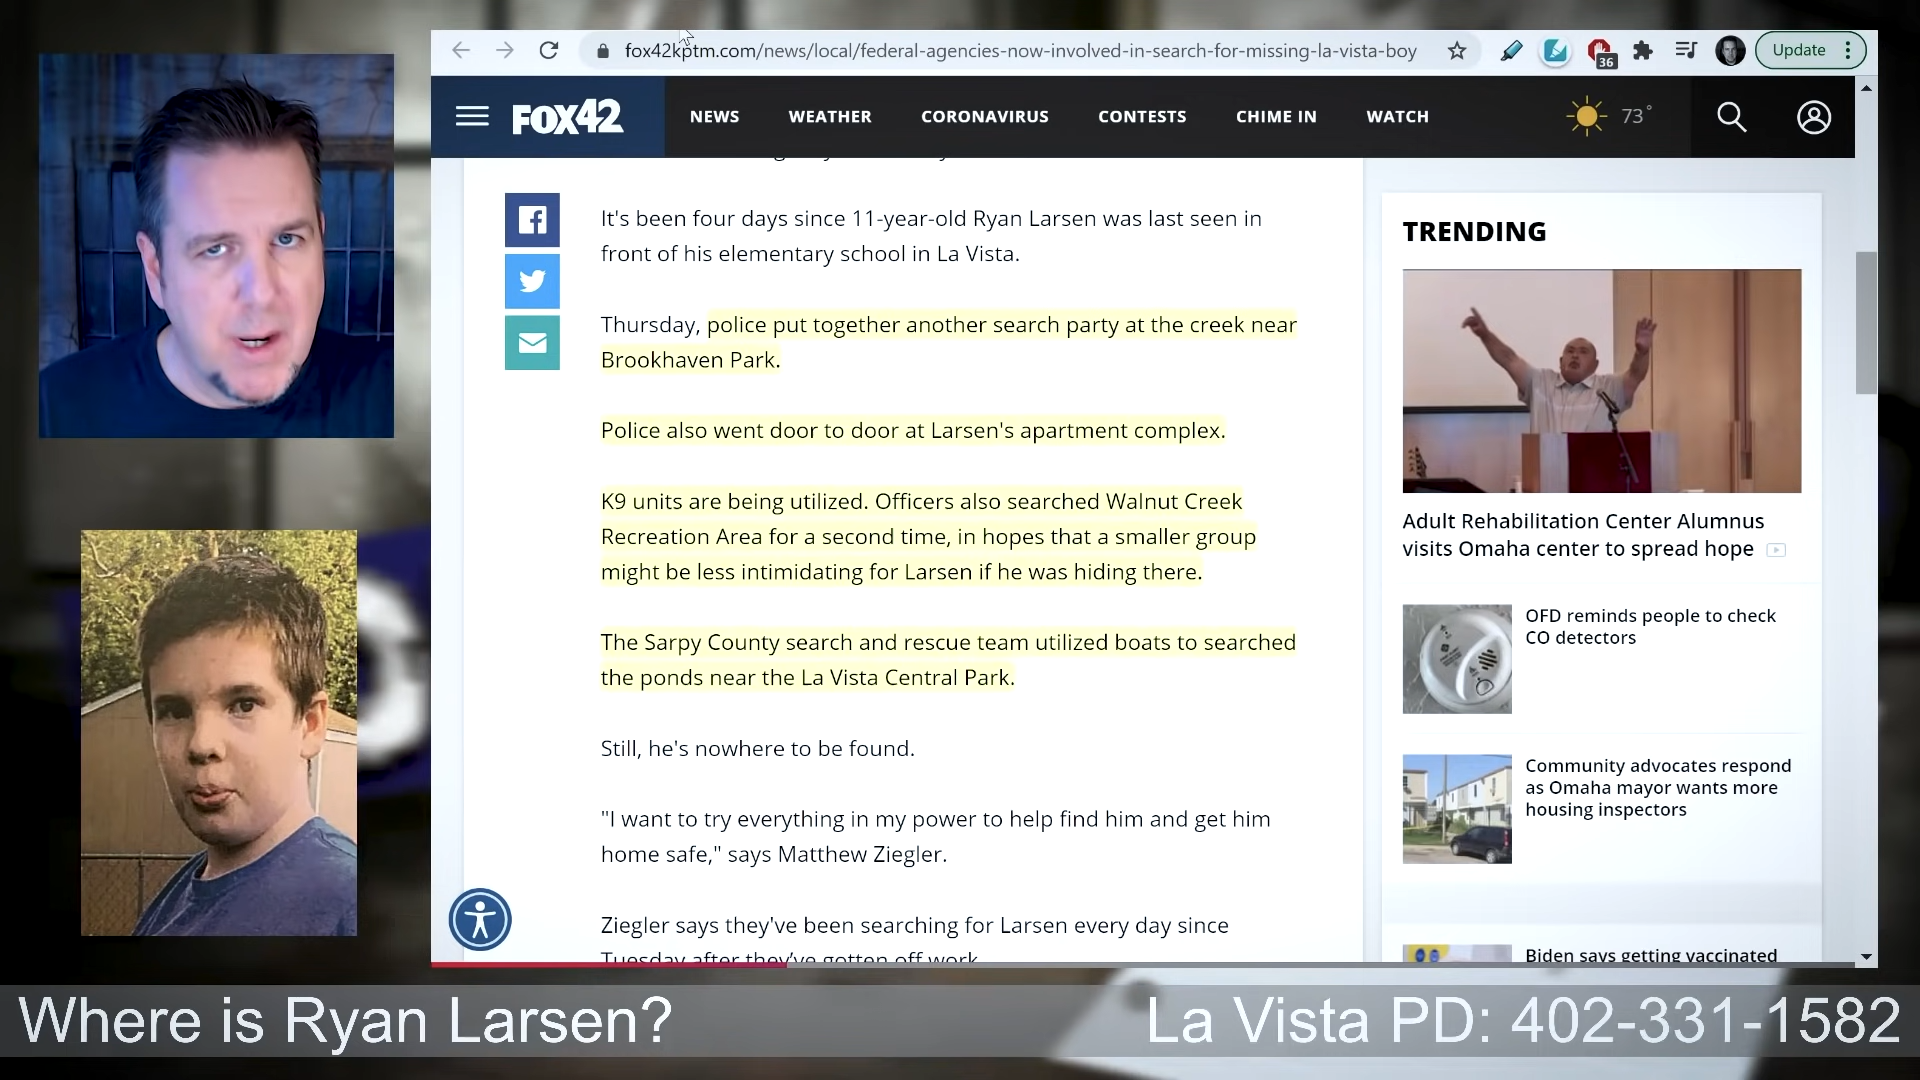 fox42kptm.com/news/local/federal-agencies-now-involved-in-search-for-missing-la-vista-boy
36
Update
FOX42
NEWS
WEATHER
CORONAVIRUS
CONTESTS
CHIME IN
WATCH
73°
It's been four days since 11-year-old Ryan Larsen was last seen in
front of his elementary school in La Vista.
Thursday, police put together another search party at the creek near
Brookhaven Park.
Police also went door to door at Larsen's apartment complex.
K9 units are being utilized. Officers also searched Walnut Creek
Recreation Area for a second time, in hopes that a smaller group
might be less intimidating for Larsen if he was hiding there.
The Sarpy County search and rescue team utilized boats to searched
the ponds near the La Vista Central Park.
Still, he's nowhere to be found.
"I want to try everything in my power to help find him and get him
home safe," says Matthew Ziegler.
Ziegler says they've been searching for Larsen every day since
Tuesday after they've gotten off work
TRENDING
Adult Rehabilitation Center Alumnus
visits Omaha center to spread hope
OFD reminds people to check
CO detectors
Community advocates respond
as Omaha mayor wants more
housing inspectors
Biden says getting vaccinated
Where is Ryan Larsen?
La Vista PD: 402-331-1582